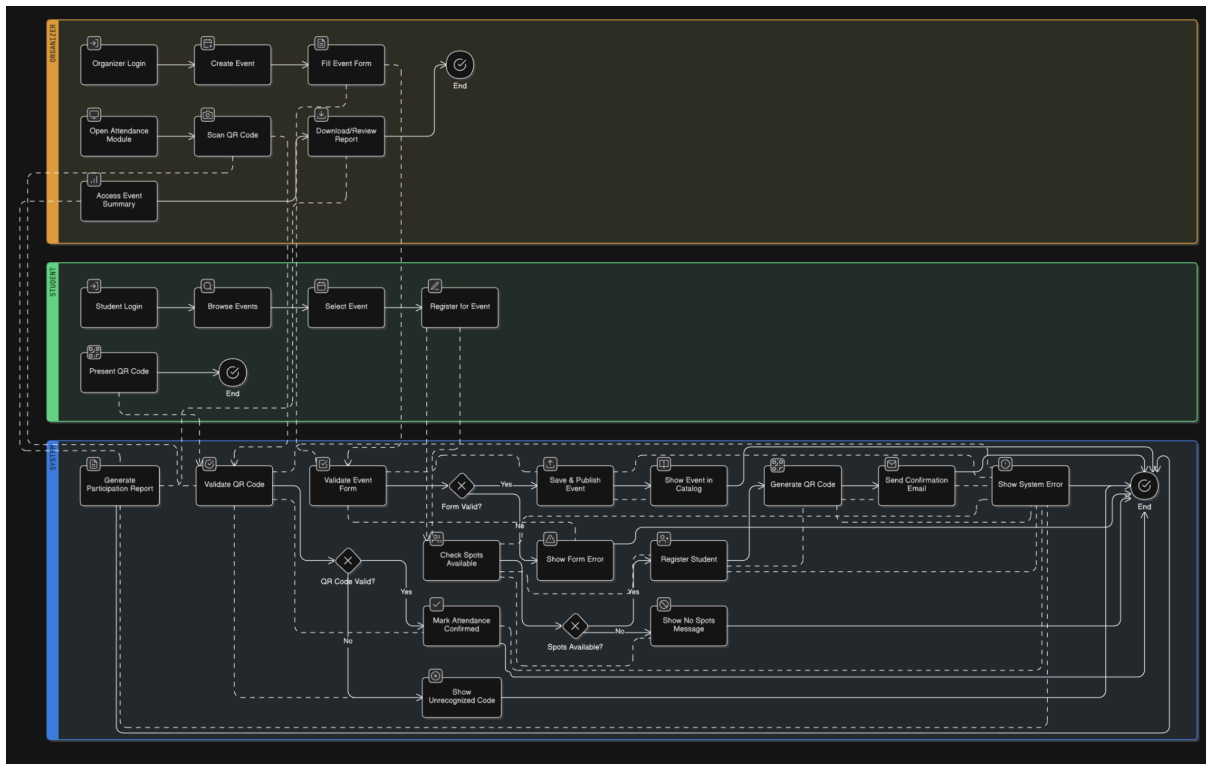 ORGANIZER
Organizer Login
Create Event
Fill Event Form
End
Open Attendance
Module
Scan QR Code
Download/Review
Report
Access Event
Summary
STUDENT
Student Login
Browse Events
Select Event
Register for Event
Present QR Code
End
Generate
Participation Report
Validate QR Code
Validate Event
Form
Form Valid?
Yes
No
Save & Publish
Event
Show Event in
Catalog
Generate QR Code
Send Confirmation
Email
Show System Error
End
QR Code Valid?
Yes
No
Check Spots
Available
Show Form Error
Register Student
Mark Attendance
Confirmed
Spots Available?
Yes
No
Show No Spots
Message
Show
Unrecognized Code